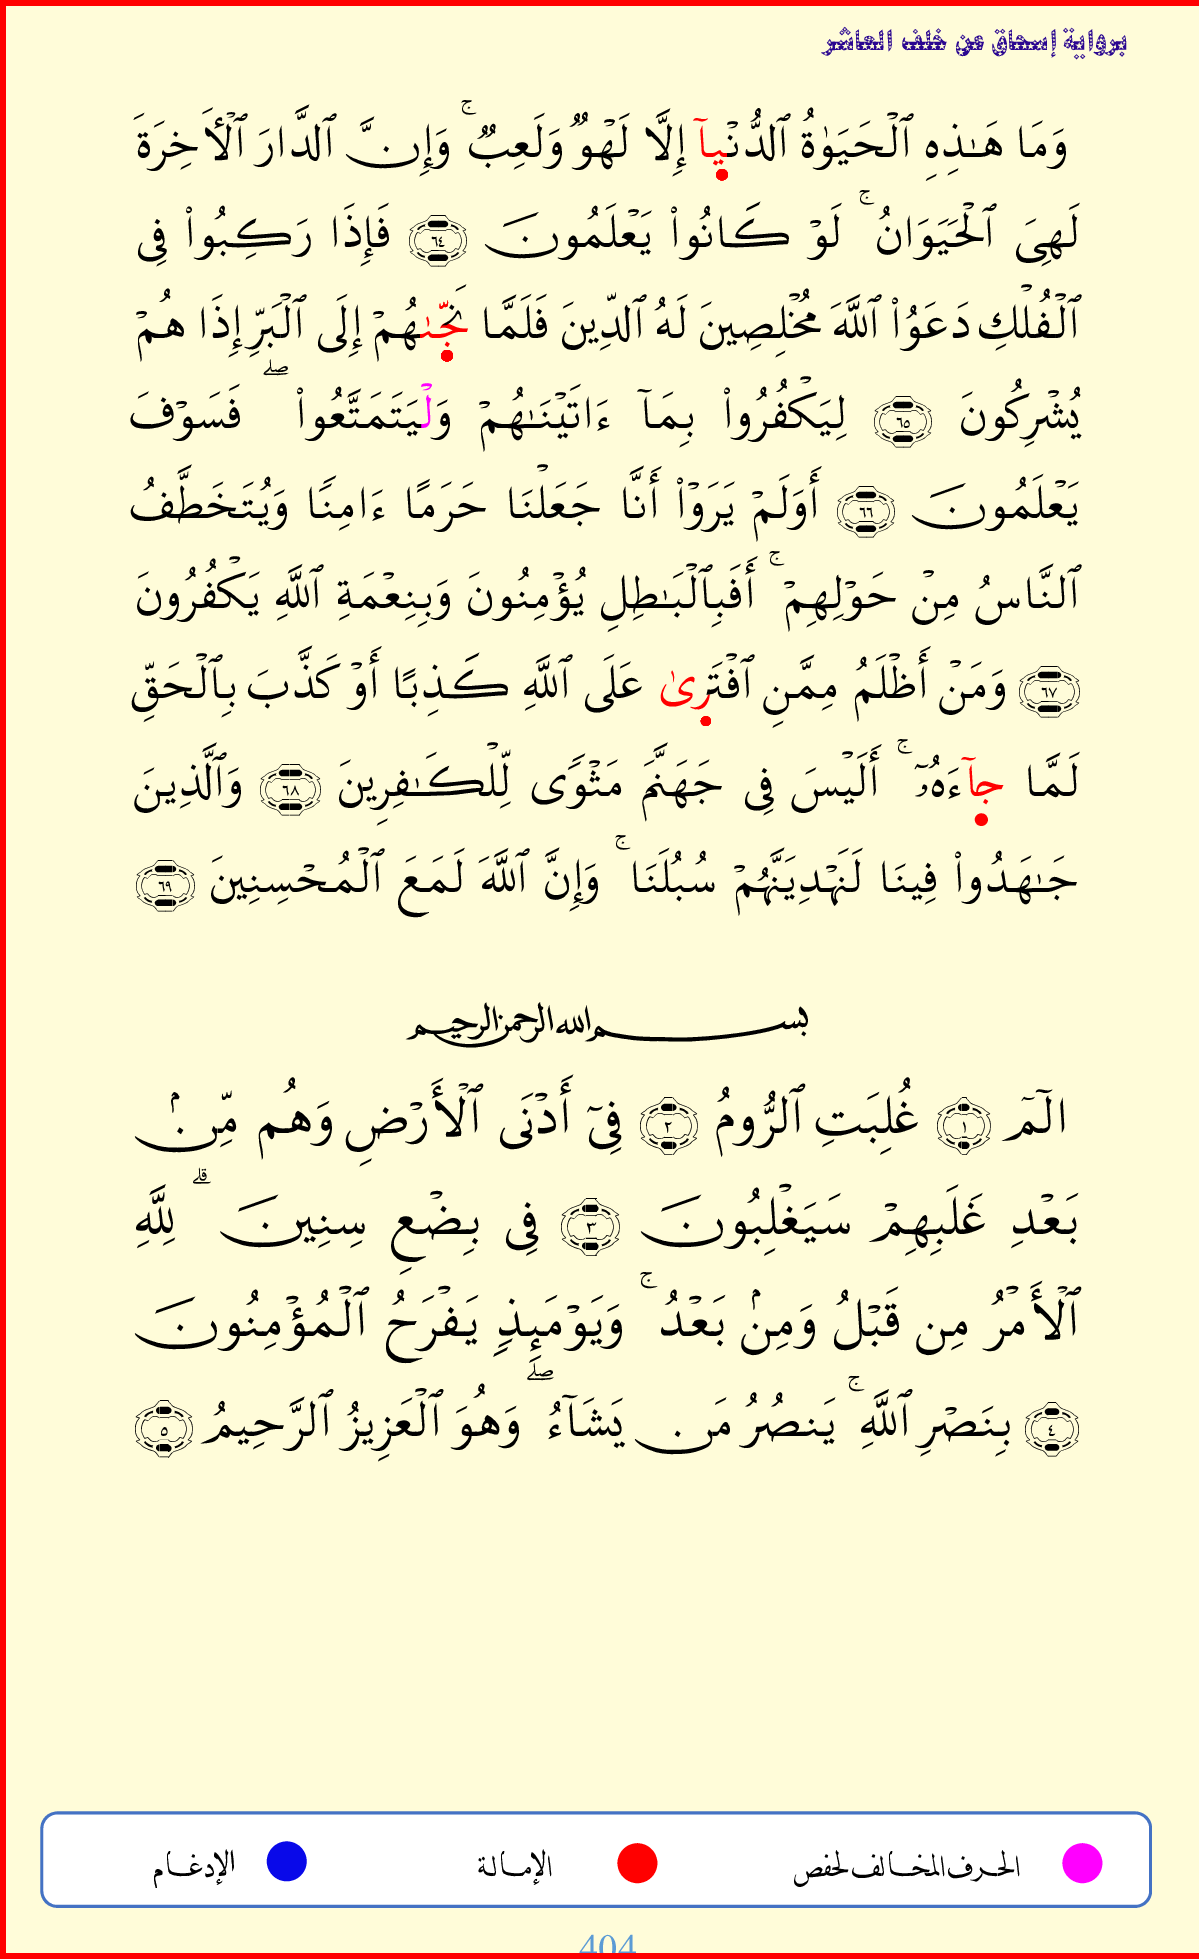 برواية إسحاق عن خلف العاشر
وَمَا هَـٰذِهِ ٱلۡحَيَوٰةُ ٱلدُّنۡيَآ إِلَّا لَهۡوٌ وَلَعِبٌ ۚ وَإِنَّ ٱلدَّارَ ٱلۡأَخِرَةَ
لَهِيَ ٱلۡحَيَوَانُ ۚ لَوۡ كَانُوا۟ يَعۡلَمُونَ ٦٤ فَإِذَا رَكِبُوا۟ فِي
ٱلۡفُلۡكِ دَعَوُا۟ ٱللَّهَ مُخۡلِصِينَ لَهُ ٱلدِّينَ فَلَمَّا نَجَّىٰهُمۡ إِلَى ٱلۡبَرِّ إِذَا هُمۡ
يُشۡرِكُونَ ٦٥ لِيَكۡفُرُوا۟ بِمَآ ءَاتَيۡنَـٰهُمۡ وَلۡيَتَمَتَّعُوا۟ ۖ فَسَوۡفَ
يَعۡلَمُونَ ٦٦ أَوَلَمۡ يَرَوۡا۟ أَنَّا جَعَلۡنَا حَرَمًا ءَامِنًا وَيُتَخَطَّفُ
ٱلنَّاسُ مِنۡ حَوۡلِهِمۡ ۚ أَفَبِٱلۡبَـٰطِلِ يُؤۡمِنُونَ وَبِنِعۡمَةِ ٱللَّهِ يَكۡفُرُونَ
٦٧ وَمَنۡ أَظۡلَمُ مِمَّنِ ٱفۡتَرِىٰ عَلَى ٱللَّهِ كَذِبًا أَوۡ كَذَّبَ بِٱلۡحَقِّ
لَمَّا جَآءَهُۥٓ ۚ أَلَيۡسَ فِي جَهَنَّمَ مَثۡوًى لِّلۡكَـٰفِرِينَ ٦٨ وَٱلَّذِينَ
جَـٰهَدُوا۟ فِينَا لَنَهۡدِيَنَّهُمۡ سُبُلَنَا ۚ وَإِنَّ ٱللَّهَ لَمَعَ ٱلۡمُحۡسِنِينَ ٦٩
بسم الله الرحمن الرحيم
الٓمٓ ١ غُلِبَتِ ٱلرُّومُ ٢ فِيٓ أَدۡنَى ٱلۡأَرۡضِ وَهُم مِّنۢ
بَعۡدِ غَلَبِهِمۡ سَيَغۡلِبُونَ ٣ فِي بِضۡعِ سِنِينَ ۗ لِلَّهِ
ٱلۡأَمۡرُ مِن قَبۡلُ وَمِنۢ بَعۡدُ ۚ وَيَوۡمَئِذٍ يَفۡرَحُ ٱلۡمُؤۡمِنُونَ
٤ بِنَصۡرِ ٱللَّهِ ۚ يَنصُرُ مَن يَشَآءُ ۖ وَهُوَ ٱلۡعَزِيزُ ٱلرَّحِيمُ ٥
الحرف المخالف لحفص الإمالة الإدغام
404